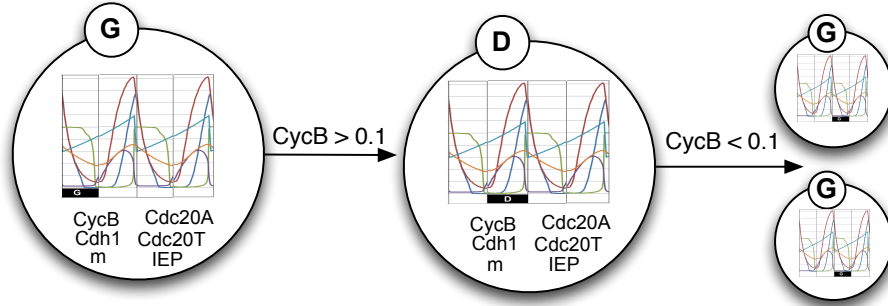 G
D
G
G
CycB > 0.1
CycB < 0.1
G
D
G
G
CycB Cdc20A
Cdh1 Cdc20T
m IEP
CycB Cdc20A
Cdh1 Cdc20T
m IEP